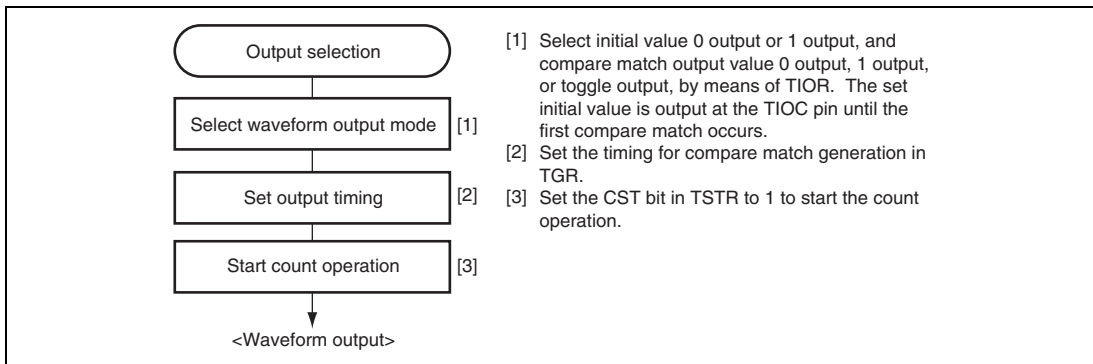 Output selection
Select waveform output mode [1]
Set output timing [2]
Start count operation [3]
<Waveform output>
[1] Select initial value 0 output or 1 output, and
compare match output value 0 output, 1 output,
or toggle output, by means of TIOR. The set
initial value is output at the TIOC pin until the
first compare match occurs.
[2] Set the timing for compare match generation in
TGR.
[3] Set the CST bit in TSTR to 1 to start the count
operation.